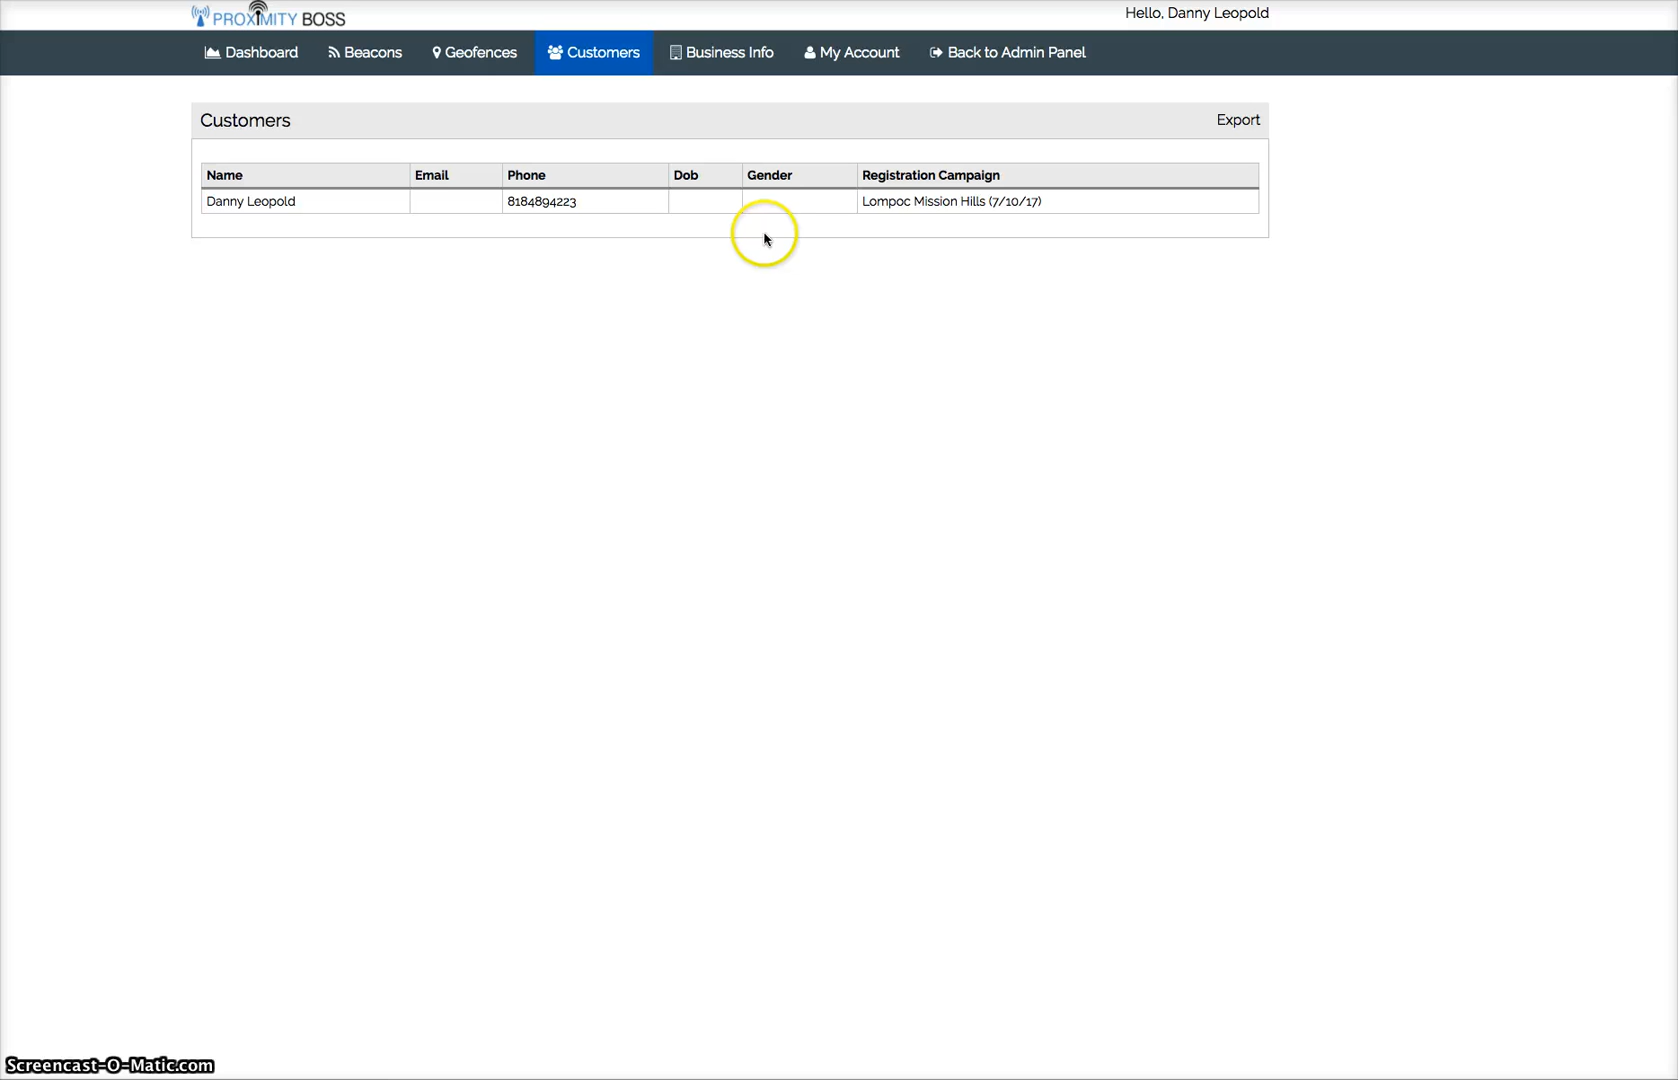 PROXIMITY BOSS
Hello, Danny Leopold
Dashboard Beacons Geofences Customers Business Info My Account Back to Admin Panel
Customers Export
Name Email Phone Dob Gender Registration Campaign
Danny Leopold 8184894223 Lompoc Mission Hills (7/10/17)
Screencast-O-Matic.com